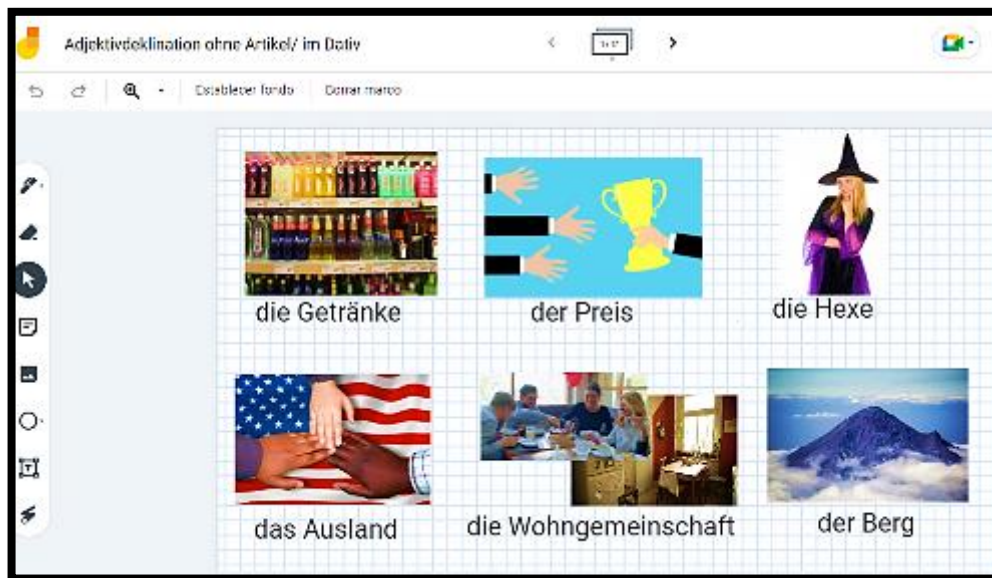 Adjektivdeklination ohne Artikel/ im Dativ
Establecer fondo Borrar marco
die Getränke
der Preis
die Hexe
das Ausland
die Wohngemeinschaft
der Berg